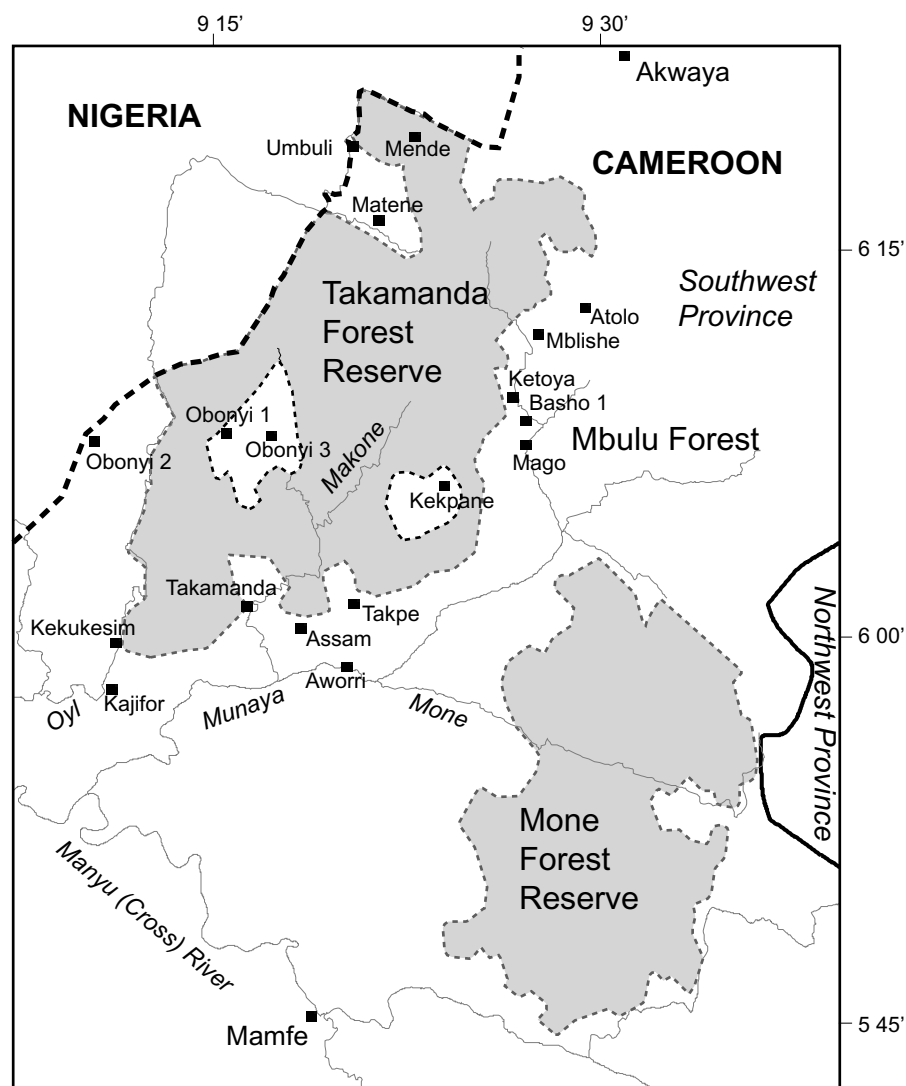 9 15'
9 30'
Akwaya
NIGERIA
Umbuli
Mende
CAMEROON
Matene
6 15'
Takamanda
Forest
Reserve
Southwest
Province
Atolo
Mblishe
Ketoya
Basho 1
Obonyi 1
Obonyi 2
Obonyi 3
Makone
Mago
Mbulu Forest
Kekpane
Takamanda
Takpe
Kekukesim
Assam
6 00'
Aworri
Kajifor
Oyl
Munaya
Mone
Northwest Province
Mone
Forest
Reserve
Manyu (Cross) River
Mamfe
5 45'